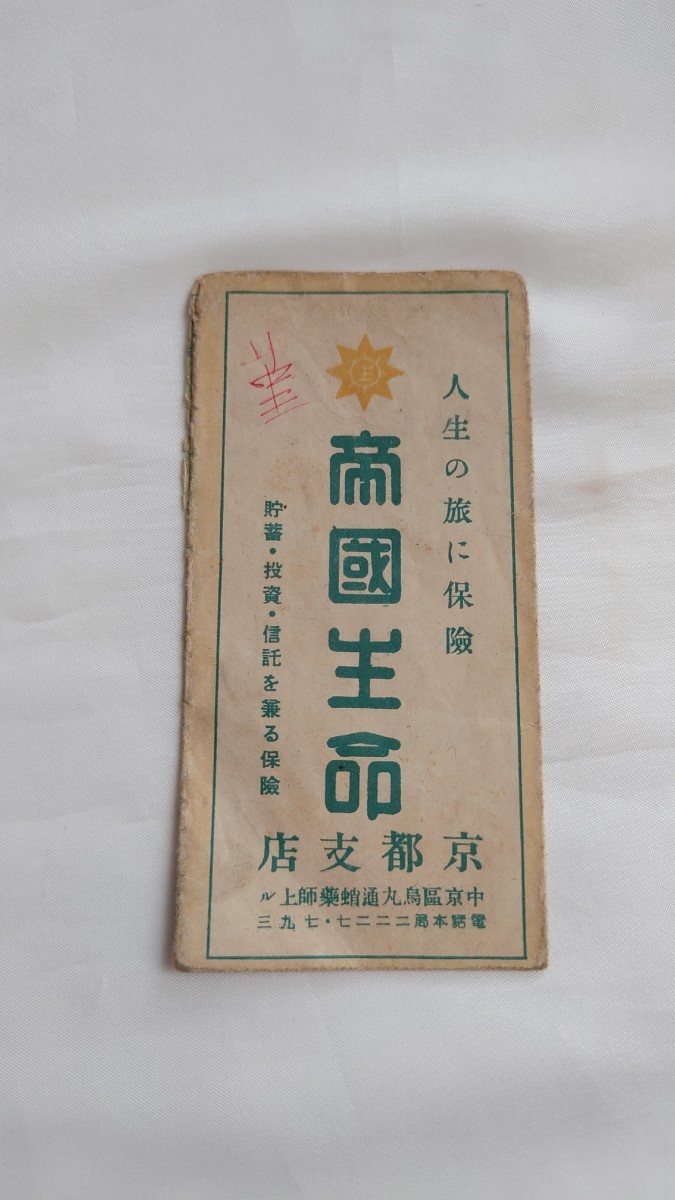 人生の旅に保險
帝國生命
貯蓄・投資・信託を兼る保險
店支都京
ル上師藥蛸通丸烏區京中
三九七・七二二二局本話電